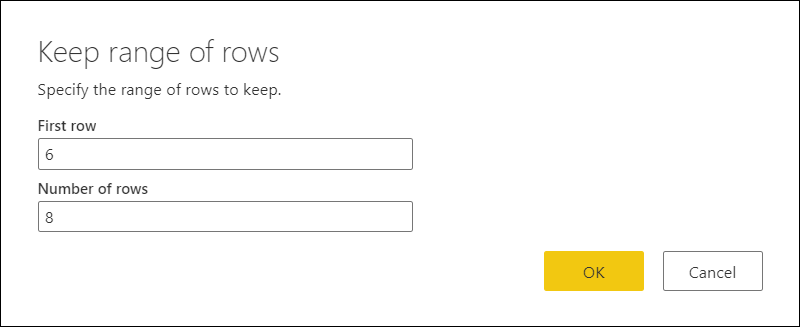 Keep range of rows
Specify the range of rows to keep.
First row
6
Number of rows
8
OK Cancel